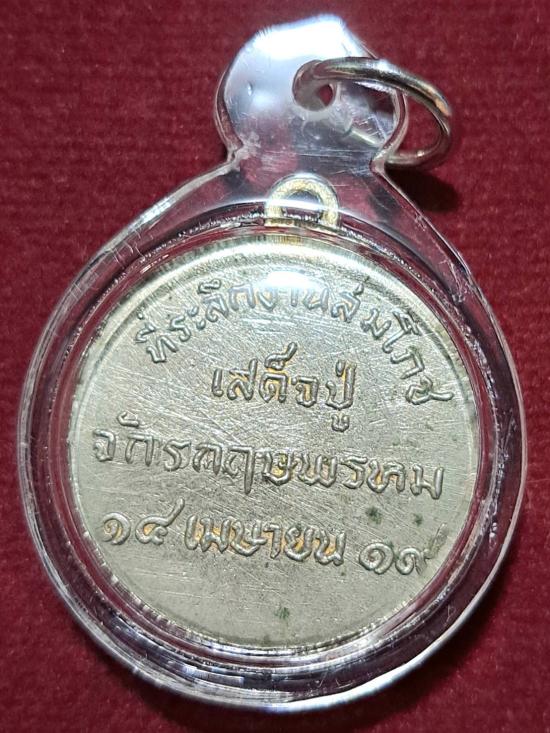 ที่ระลึกงานสมโภช
เสด็จปู่
จักรกฤษพรหม
๑๔ เมษายน ๑๙